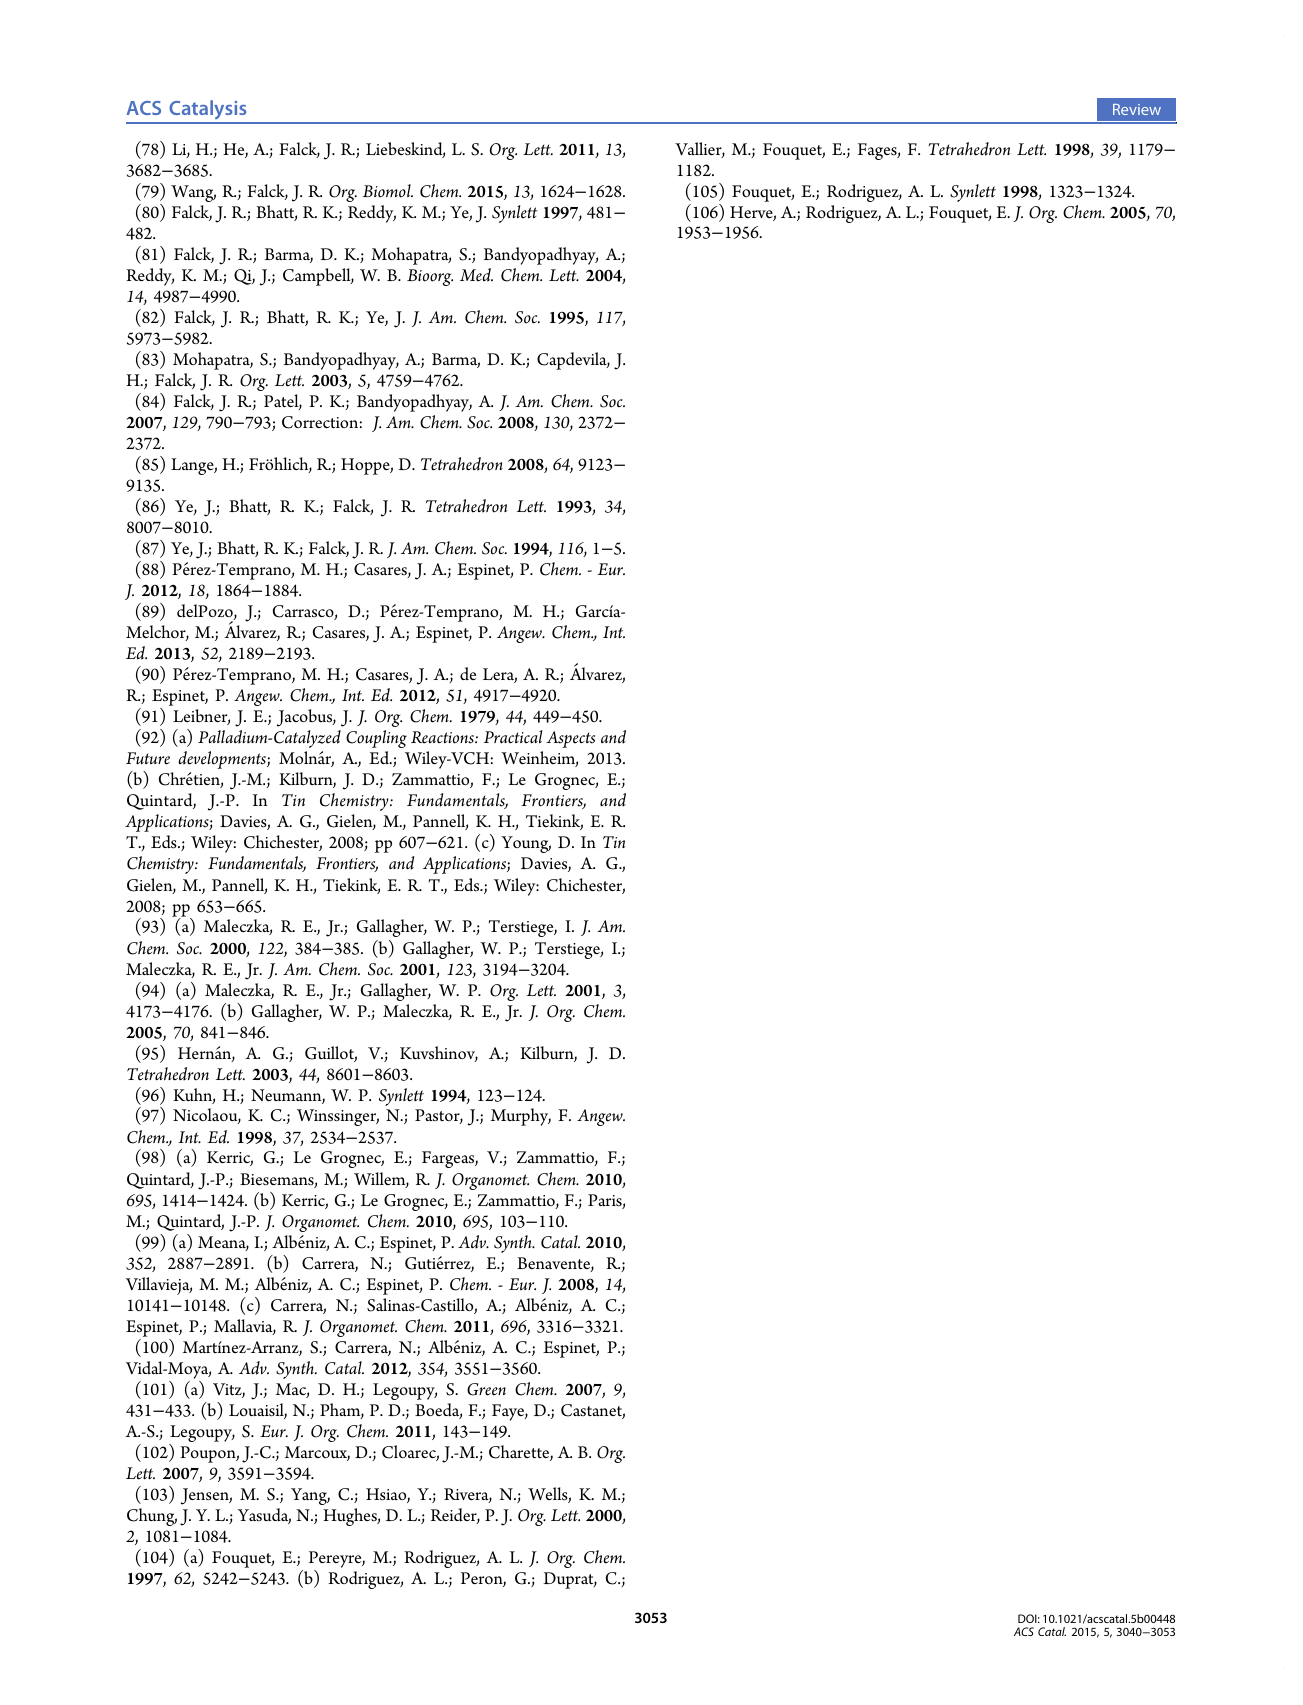 ACS Catalysis
Review
(78) Li, H.; He, A.; Falck, J. R.; Liebeskind, L. S. Org. Lett. 2011, 13,
3682−3685.
(79) Wang, R.; Falck, J. R. Org. Biomol. Chem. 2015, 13, 1624−1628.
(80) Falck, J. R.; Bhatt, R. K.; Reddy, K. M.; Ye, J. Synlett 1997, 481−
482.
(81) Falck, J. R.; Barma, D. K.; Mohapatra, S.; Bandyopadhyay, A.;
Reddy, K. M.; Qi, J.; Campbell, W. B. Bioorg. Med. Chem. Lett. 2004,
14, 4987−4990.
(82) Falck, J. R.; Bhatt, R. K.; Ye, J. J. Am. Chem. Soc. 1995, 117,
5973−5982.
(83) Mohapatra, S.; Bandyopadhyay, A.; Barma, D. K.; Capdevila, J.
H.; Falck, J. R. Org. Lett. 2003, 5, 4759−4762.
(84) Falck, J. R.; Patel, P. K.; Bandyopadhyay, A. J. Am. Chem. Soc.
2007, 129, 790−793; Correction: J. Am. Chem. Soc. 2008, 130, 2372−
2372.
(85) Lange, H.; Fröhlich, R.; Hoppe, D. Tetrahedron 2008, 64, 9123−
9135.
(86) Ye, J.; Bhatt, R. K.; Falck, J. R. Tetrahedron Lett. 1993, 34,
8007−8010.
(87) Ye, J.; Bhatt, R. K.; Falck, J. R. J. Am. Chem. Soc. 1994, 116, 1−5.
(88) Pérez-Temprano, M. H.; Casares, J. A.; Espinet, P. Chem. - Eur.
J. 2012, 18, 1864−1884.
(89) delPozo, J.; Carrasco, D.; Pérez-Temprano, M. H.; García-
Melchor, M.; Álvarez, R.; Casares, J. A.; Espinet, P. Angew. Chem., Int.
Ed. 2013, 52, 2189−2193.
(90) Pérez-Temprano, M. H.; Casares, J. A.; de Lera, A. R.; Álvarez,
R.; Espinet, P. Angew. Chem., Int. Ed. 2012, 51, 4917−4920.
(91) Leibner, J. E.; Jacobus, J. J. Org. Chem. 1979, 44, 449−450.
(92) (a) Palladium-Catalyzed Coupling Reactions: Practical Aspects and
Future developments; Molnár, A., Ed.; Wiley-VCH: Weinheim, 2013.
(b) Chrétien, J.-M.; Kilburn, J. D.; Zammattio, F.; Le Grognec, E.;
Quintard, J.-P. In Tin Chemistry: Fundamentals, Frontiers, and
Applications; Davies, A. G., Gielen, M., Pannell, K. H., Tiekink, E. R.
T., Eds.; Wiley: Chichester, 2008; pp 607−621. (c) Young, D. In Tin
Chemistry: Fundamentals, Frontiers, and Applications; Davies, A. G.,
Gielen, M., Pannell, K. H., Tiekink, E. R. T., Eds.; Wiley: Chichester,
2008; pp 653−665.
(93) (a) Maleczka, R. E., Jr.; Gallagher, W. P.; Terstiege, I. J. Am.
Chem. Soc. 2000, 122, 384−385. (b) Gallagher, W. P.; Terstiege, I.;
Maleczka, R. E., Jr. J. Am. Chem. Soc. 2001, 123, 3194−3204.
(94) (a) Maleczka, R. E., Jr.; Gallagher, W. P. Org. Lett. 2001, 3,
4173−4176. (b) Gallagher, W. P.; Maleczka, R. E., Jr. J. Org. Chem.
2005, 70, 841−846.
(95) Hernán, A. G.; Guillot, V.; Kuvshinov, A.; Kilburn, J. D.
Tetrahedron Lett. 2003, 44, 8601−8603.
(96) Kuhn, H.; Neumann, W. P. Synlett 1994, 123−124.
(97) Nicolaou, K. C.; Winssinger, N.; Pastor, J.; Murphy, F. Angew.
Chem., Int. Ed. 1998, 37, 2534−2537.
(98) (a) Kerric, G.; Le Grognec, E.; Fargeas, V.; Zammattio, F.;
Quintard, J.-P.; Biesemans, M.; Willem, R. J. Organomet. Chem. 2010,
695, 1414−1424. (b) Kerric, G.; Le Grognec, E.; Zammattio, F.; Paris,
M.; Quintard, J.-P. J. Organomet. Chem. 2010, 695, 103−110.
(99) (a) Meana, I.; Albéniz, A. C.; Espinet, P. Adv. Synth. Catal. 2010,
352, 2887−2891. (b) Carrera, N.; Gutiérrez, E.; Benavente, R.;
Villavieja, M. M.; Albéniz, A. C.; Espinet, P. Chem. - Eur. J. 2008, 14,
10141−10148. (c) Carrera, N.; Salinas-Castillo, A.; Albéniz, A. C.;
Espinet, P.; Mallavia, R. J. Organomet. Chem. 2011, 696, 3316−3321.
(100) Martínez-Arranz, S.; Carrera, N.; Albéniz, A. C.; Espinet, P.;
Vidal-Moya, A. Adv. Synth. Catal. 2012, 354, 3551−3560.
(101) (a) Vitz, J.; Mac, D. H.; Legoupy, S. Green Chem. 2007, 9,
431−433. (b) Louaisil, N.; Pham, P. D.; Boeda, F.; Faye, D.; Castanet,
A.-S.; Legoupy, S. Eur. J. Org. Chem. 2011, 143−149.
(102) Poupon, J.-C.; Marcoux, D.; Cloarec, J.-M.; Charette, A. B. Org.
Lett. 2007, 9, 3591−3594.
(103) Jensen, M. S.; Yang, C.; Hsiao, Y.; Rivera, N.; Wells, K. M.;
Chung, J. Y. L.; Yasuda, N.; Hughes, D. L.; Reider, P. J. Org. Lett. 2000,
2, 1081−1084.
(104) (a) Fouquet, E.; Pereyre, M.; Rodriguez, A. L. J. Org. Chem.
1997, 62, 5242−5243. (b) Rodriguez, A. L.; Peron, G.; Duprat, C.;
Vallier, M.; Fouquet, E.; Fages, F. Tetrahedron Lett. 1998, 39, 1179−
1182.
(105) Fouquet, E.; Rodriguez, A. L. Synlett 1998, 1323−1324.
(106) Herve, A.; Rodriguez, A. L.; Fouquet, E. J. Org. Chem. 2005, 70,
1953−1956.
3053
DOI: 10.1021/acscatal.5b00448
ACS Catal. 2015, 5, 3040−3053